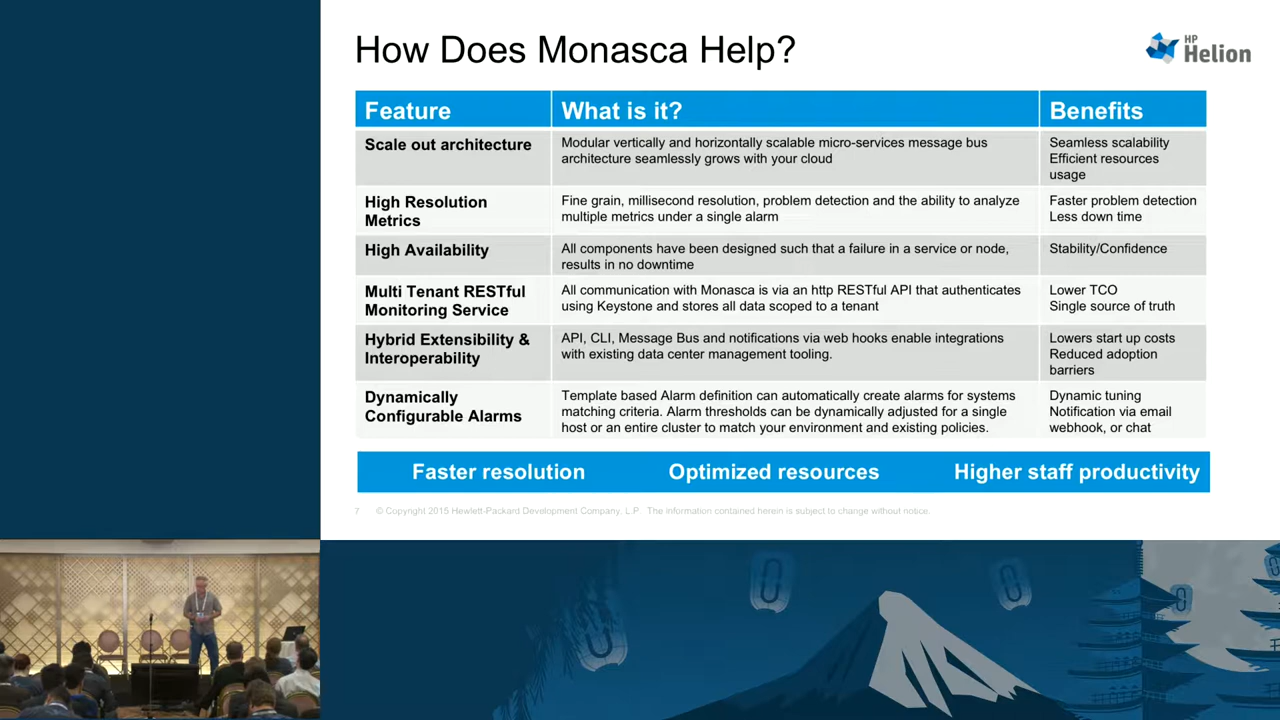 How Does Monasca Help?
HP
Helion
Feature
What is it?
Benefits
Scale out architecture
Modular vertically and horizontally scalable micro-services message bus
architecture seamlessly grows with your cloud
Seamless scalability
Efficient resources
usage
High Resolution
Metrics
Fine grain, millisecond resolution, problem detection and the ability to analyze
multiple metrics under a single alarm
Faster problem detection
Less down time
High Availability
All components have been designed such that a failure in a service or node,
results in no downtime
Stability/Confidence
Multi Tenant RESTful
Monitoring Service
All communication with Monasca is via an http RESTful API that authenticates
using Keystone and stores all data scoped to a tenant
Lower TCO
Single source of truth
Hybrid Extensibility &
Interoperability
API, CLI, Message Bus and notifications via web hooks enable integrations
with existing data center management tooling.
Lowers start up costs
Reduced adoption
barriers
Dynamically
Configurable Alarms
Template based Alarm definition can automatically create alarms for systems
matching criteria. Alarm thresholds can be dynamically adjusted for a single
host or an entire cluster to match your environment and existing policies.
Dynamic tuning
Notification via email
webhook, or chat
Faster resolution
Optimized resources
Higher staff productivity
7 © Copyright 2015 Hewlett-Packard Development Company, L.P. The information contained herein is subject to change without notice.